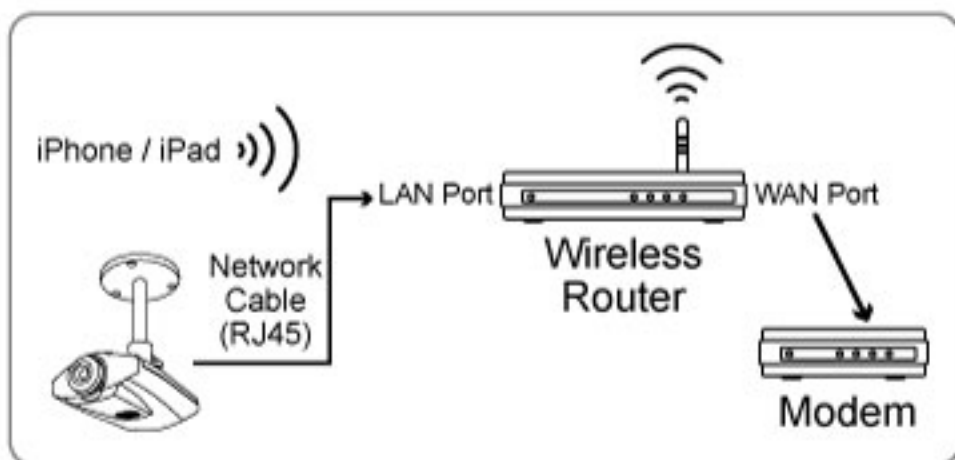 iPhone / iPad
LAN Port
WAN Port
Wireless
Router
Network
Cable
(RJ45)
Modem